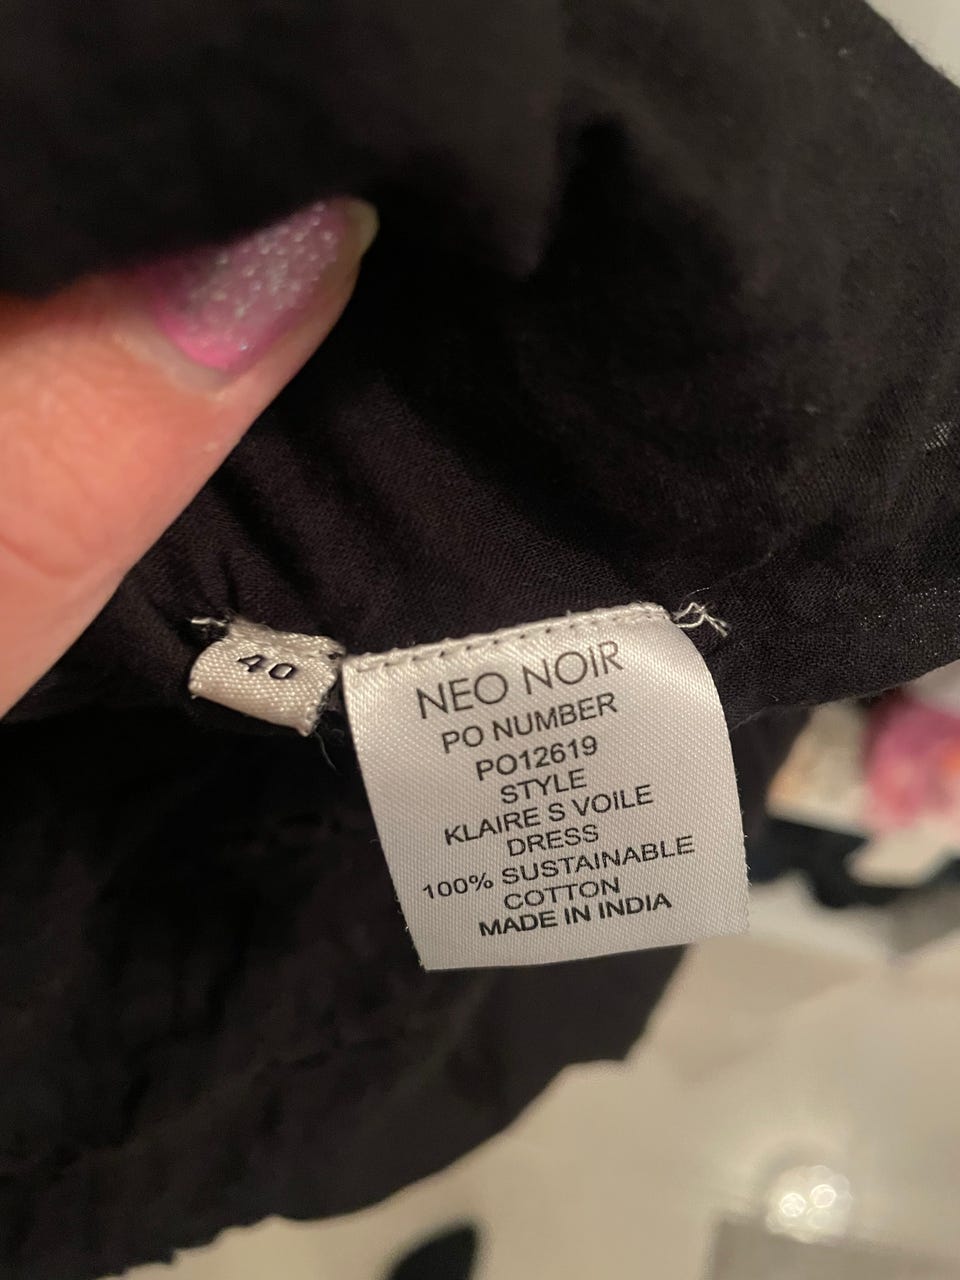 40
NEO NOIR
PO NUMBER
PO12619
STYLE
KLAIRE S VOILE
DRESS
100% SUSTAINABLE
COTTON
MADE IN INDIA